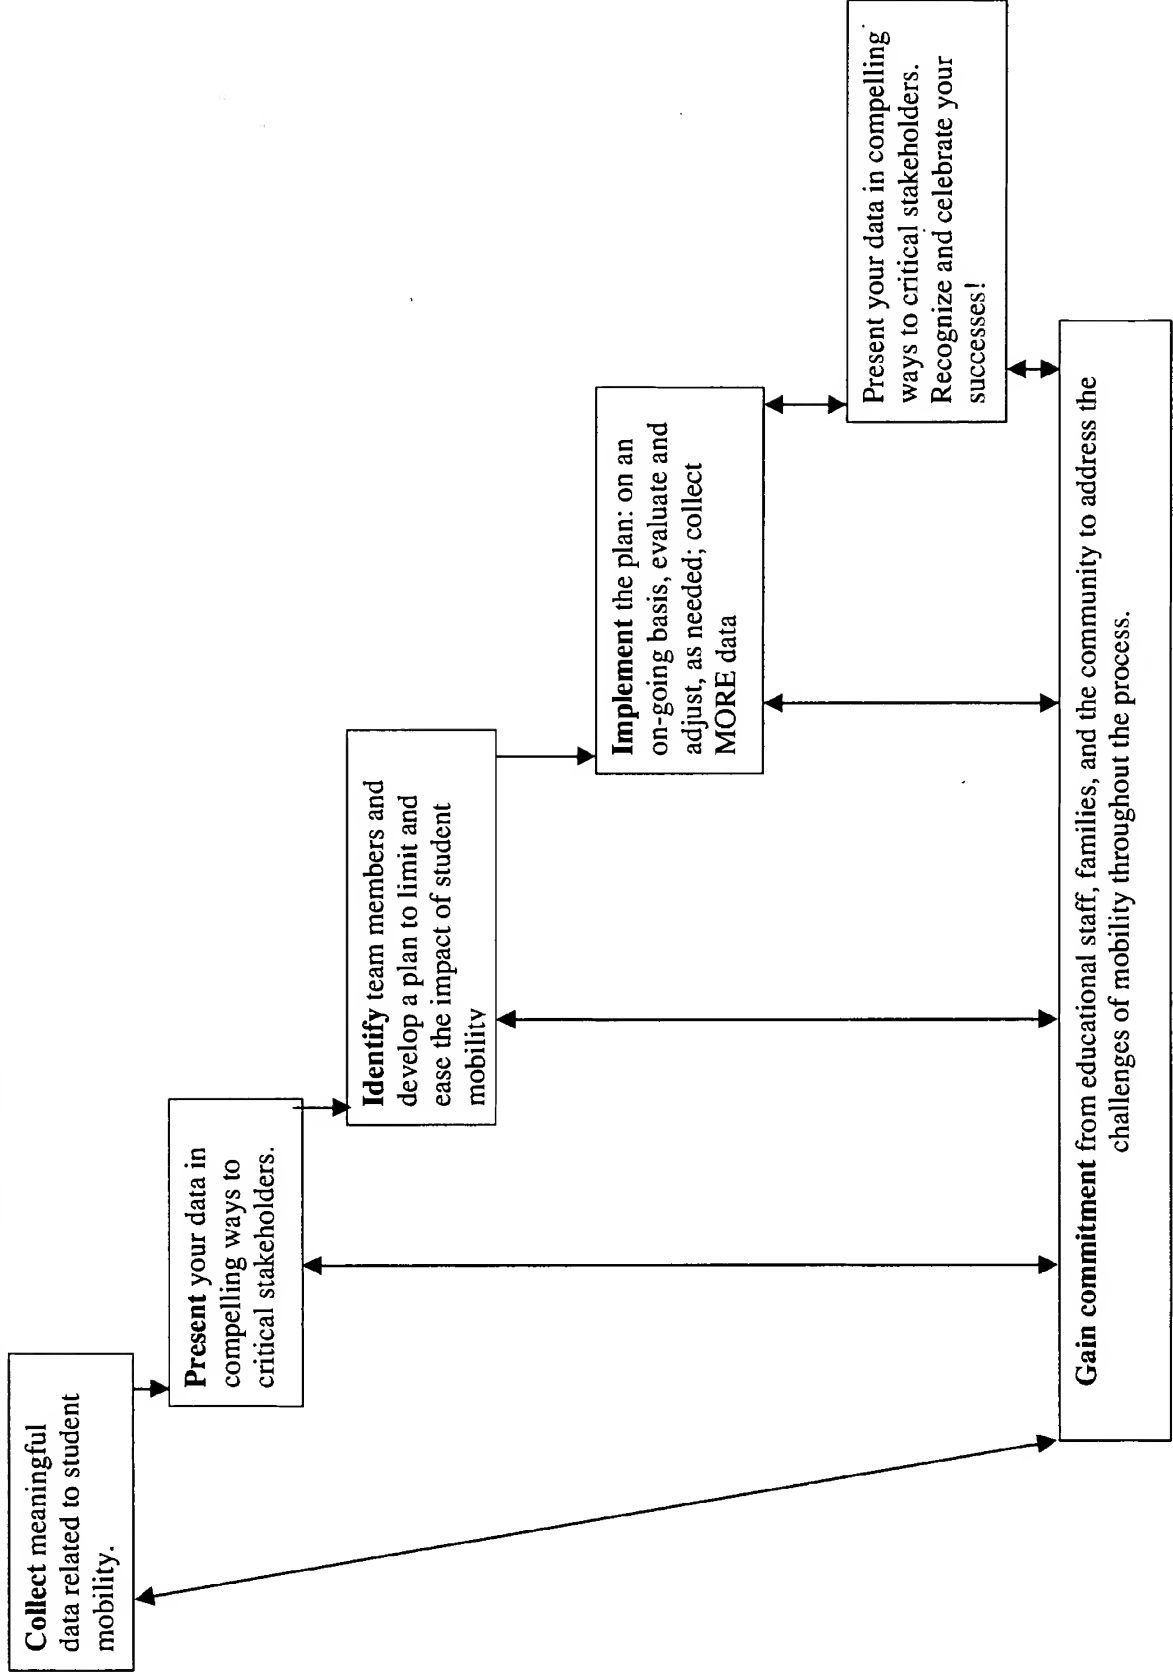 Collect meaningful
data related to student
mobility.
Present your data in
compelling ways to
critical stakeholders.
Identify team members and
develop a plan to limit and
ease the impact of student
mobility
Implement the plan: on an
on-going basis, evaluate and
adjust, as needed; collect
MORE data
Present your data in compelling
ways to critical stakeholders.
Recognize and celebrate your
successes!
Gain commitment from educational staff, families, and the community to address the
challenges of mobility throughout the process.